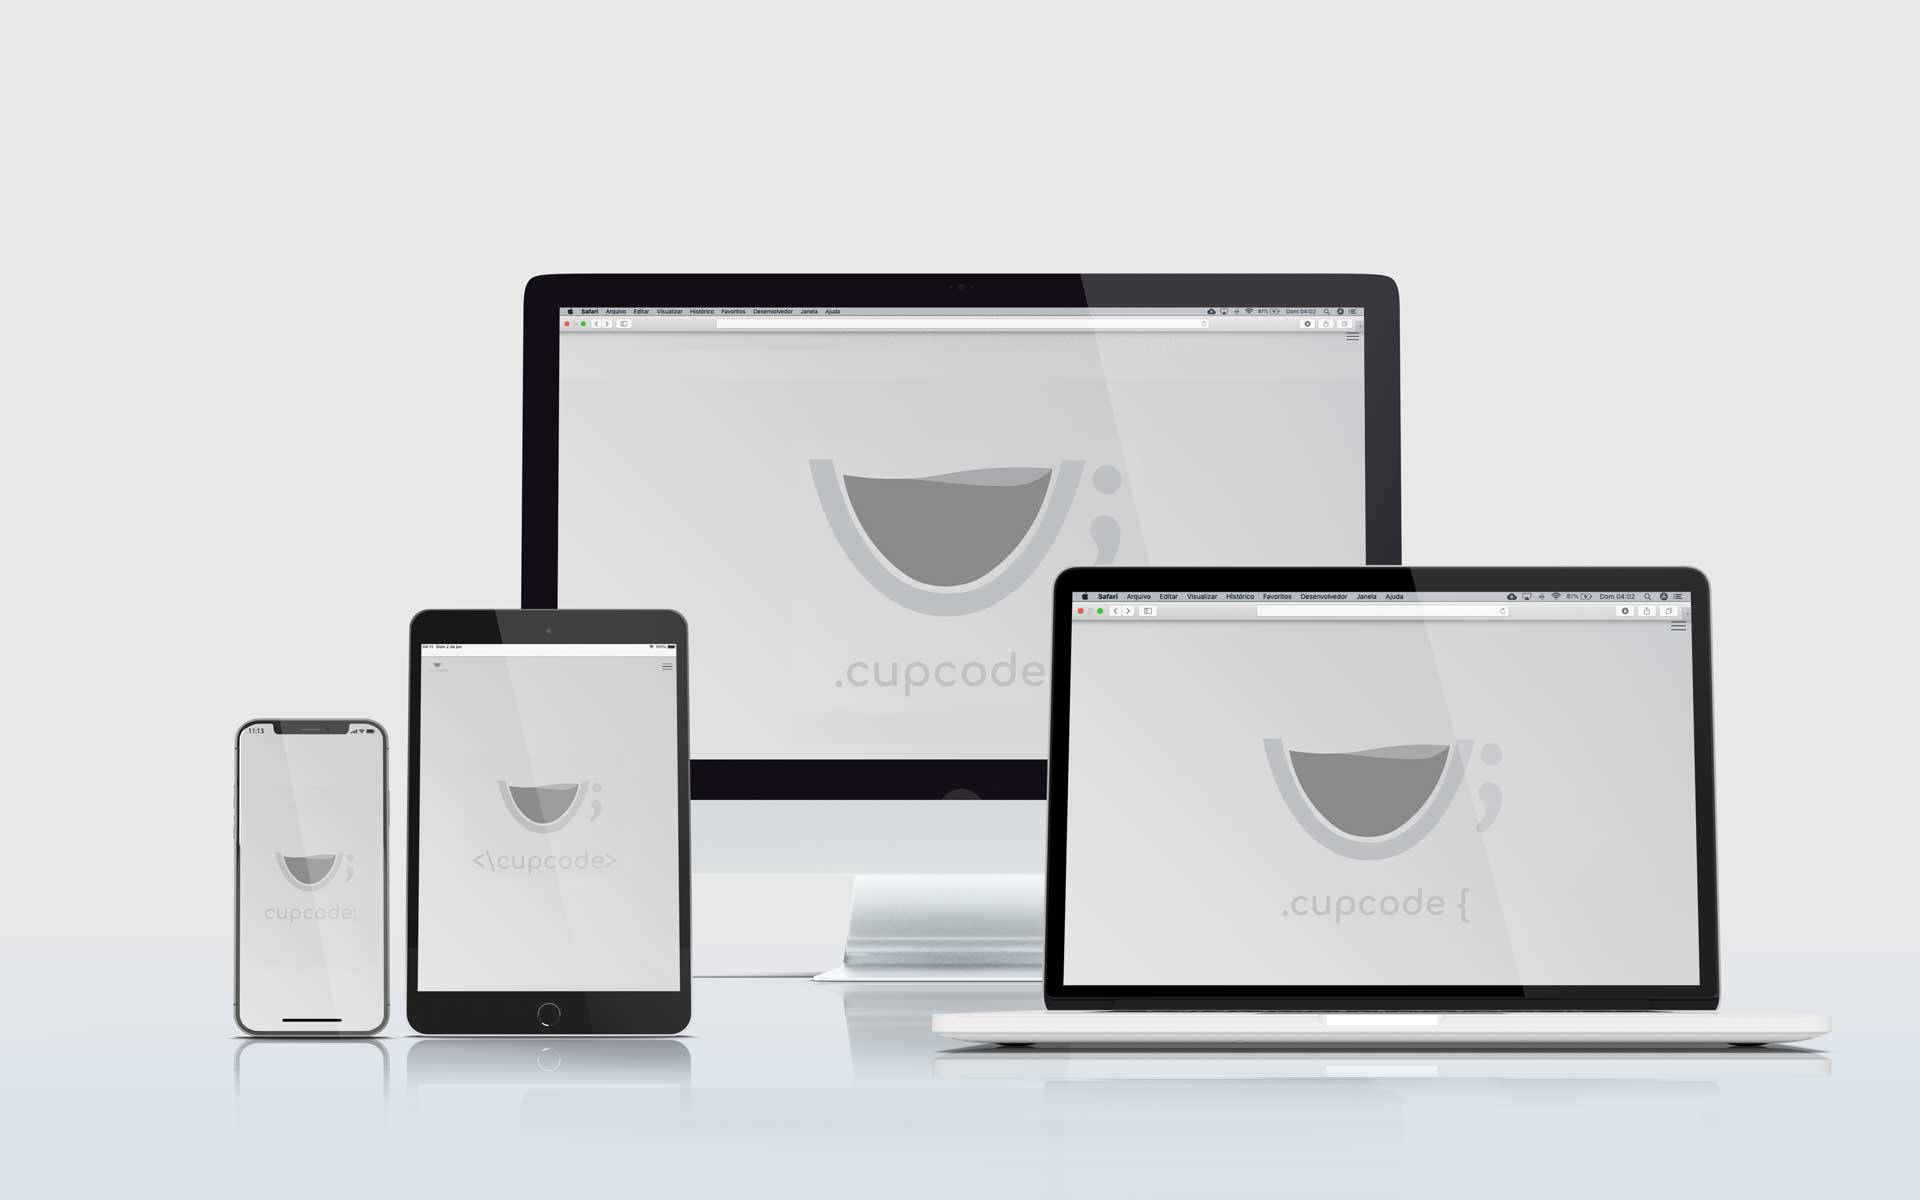 Safari Arquivo Editar Visualizar Histórico Favoritos Desenvolvedor Janela Ajuda
87% Dom 04:02
.cupcode
Safari Arquivo Editar Visualizar Histórico Favoritos Desenvolvedor Janela Ajuda
87% Dom 04:02
;
.cupcode {
04:11 Dom 2 de jun
100%
;
<\cupcode>
11:13
;
cupcode;